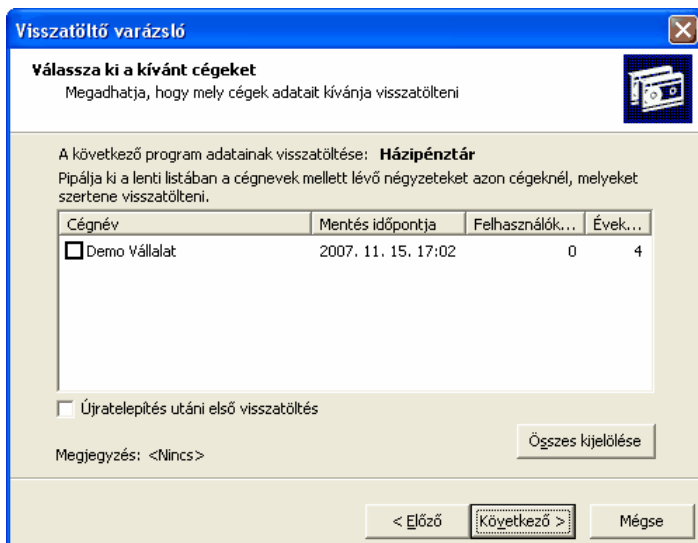 Visszatöltő varázsló
Válassza ki a kívánt cégeket
Megadhatja, hogy mely cégek adatait kívánja visszatölteni
A következő program adatainak visszatöltése: Házipénztár
Pipálja ki a lenti listában a cégnevek mellett lévő négyzeteket azon cégeknél, melyeket
szertene visszatölteni.
Cégnév Mentés időpontja Felhasználók... Évek...
Demo Vállalat 2007. 11. 15. 17:02 0 4
Újratelepítés utáni első visszatöltés
Összes kijelölése
Megjegyzés: <Nincs>
< Előző Következő > Mégse